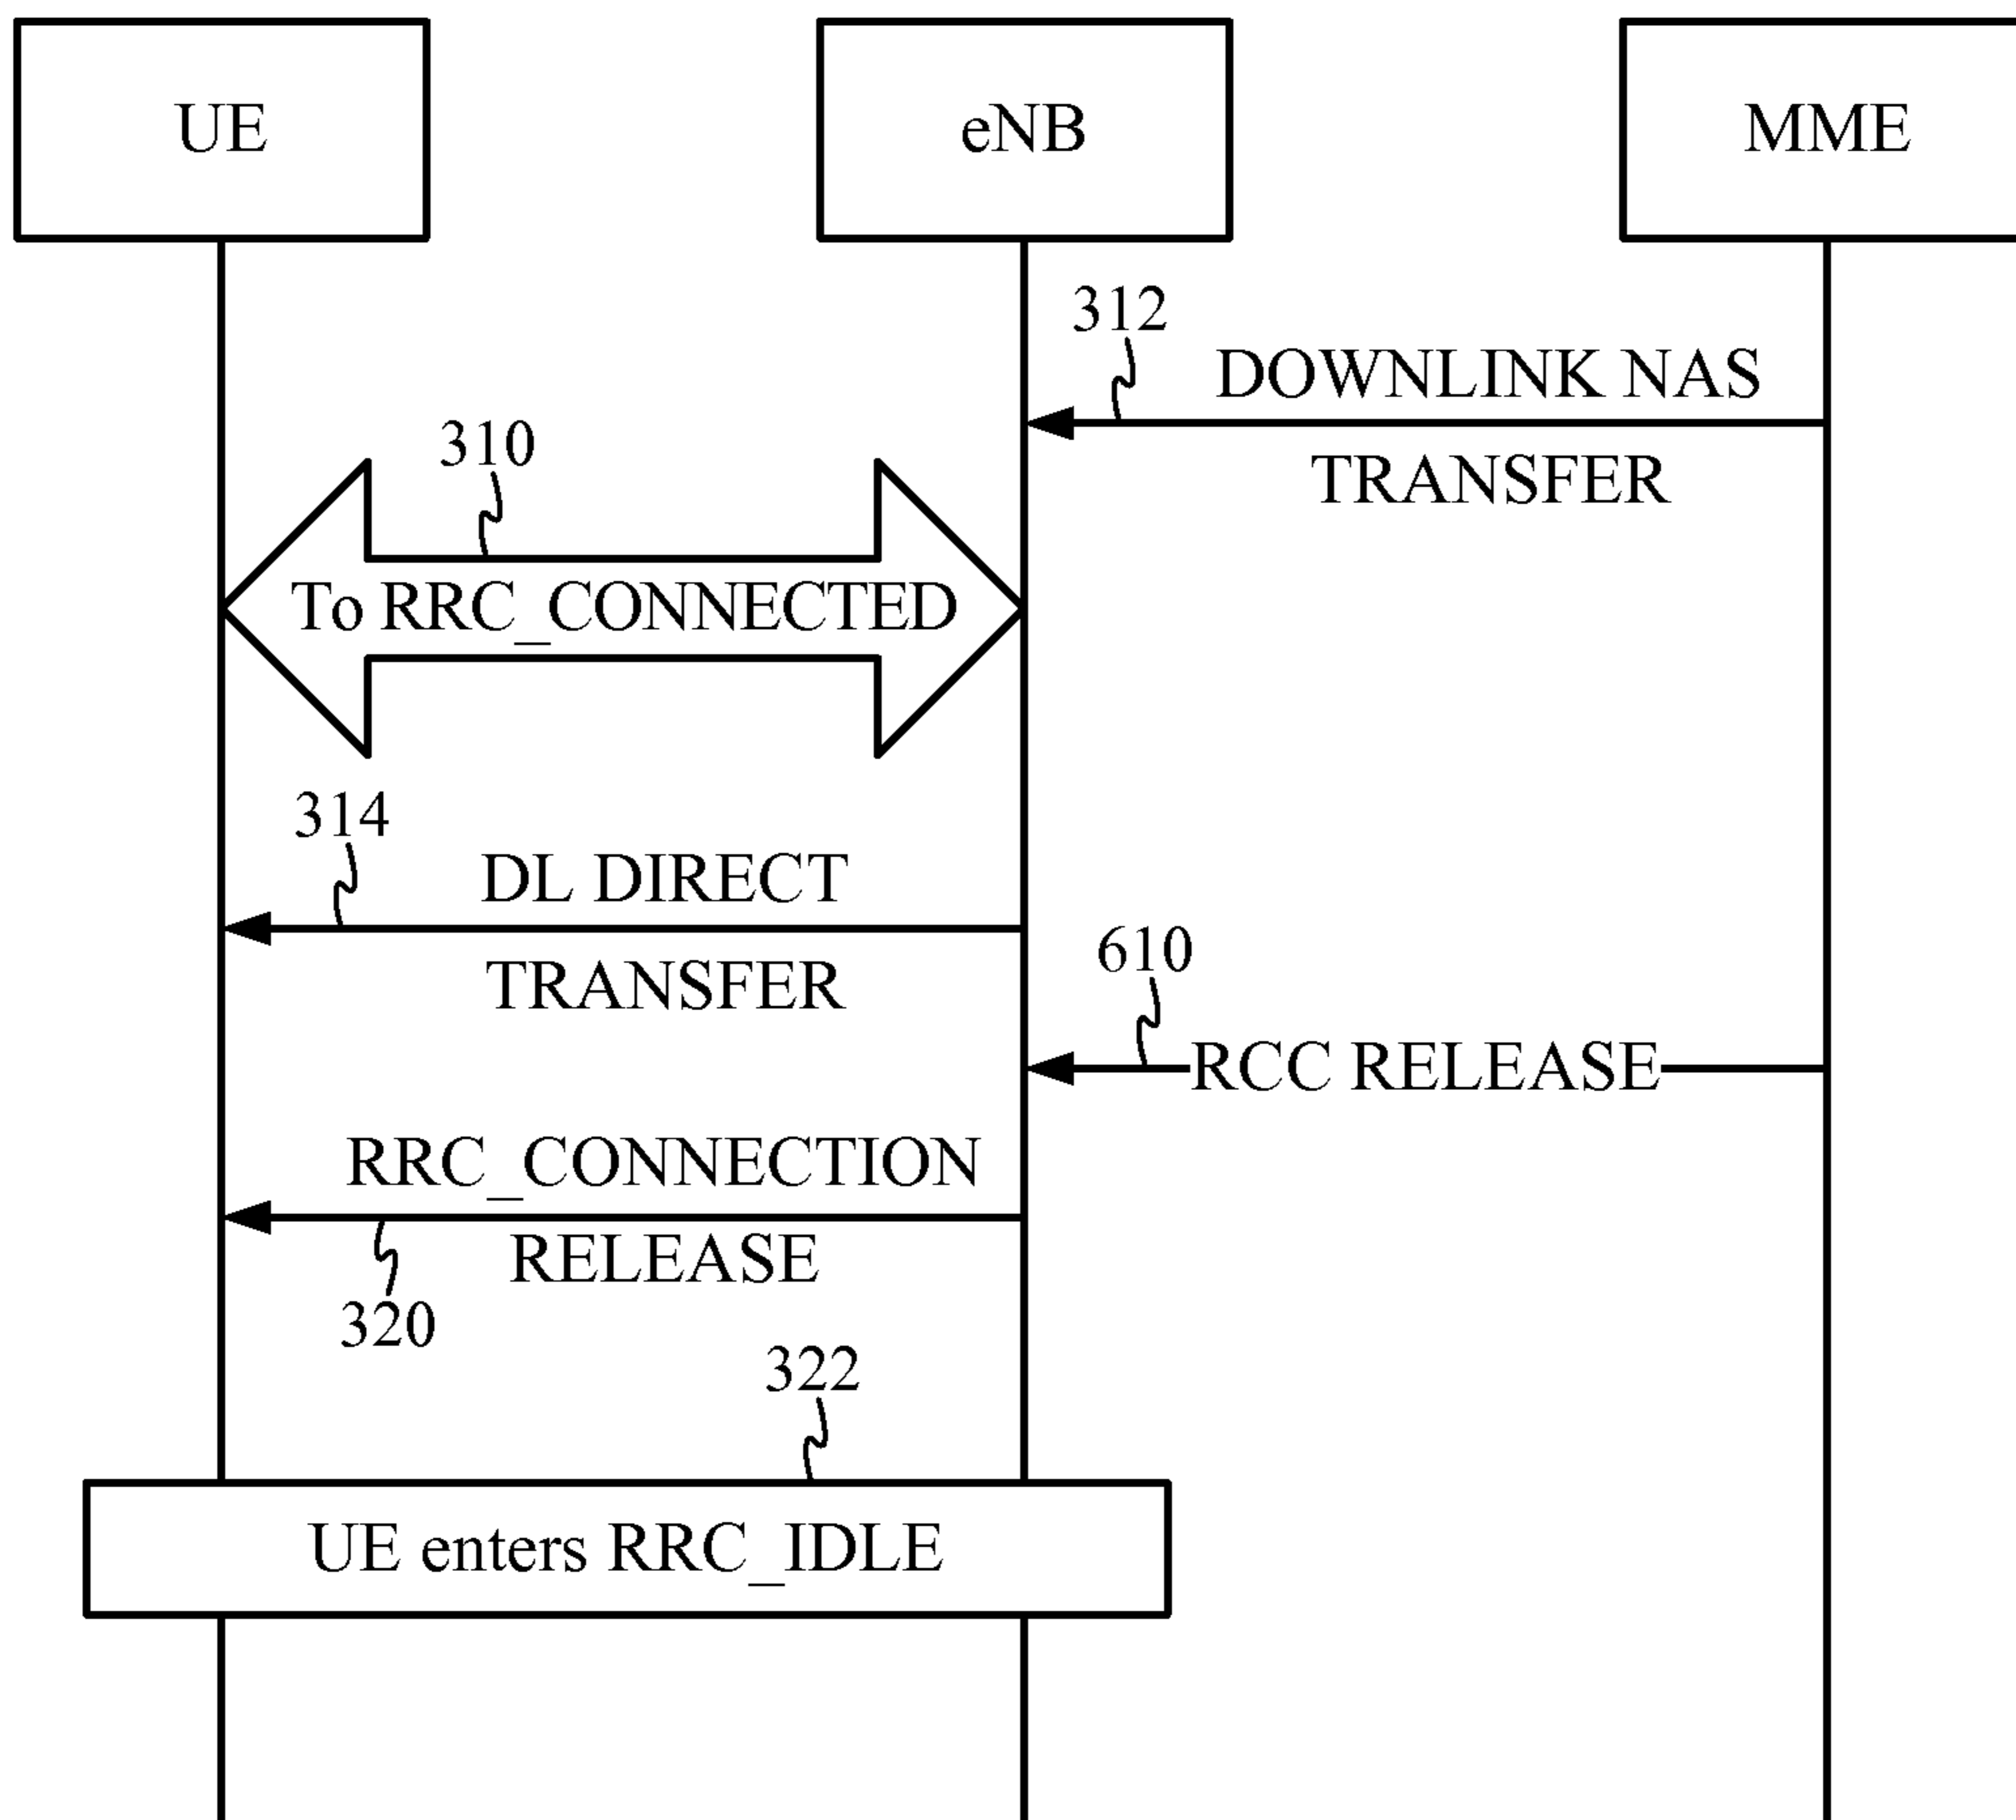 UE
eNB
MME
312
DOWNLINK NAS
TRANSFER
310
To RRC_CONNECTED
314
DL DIRECT
TRANSFER
610
RCC RELEASE
RRC_CONNECTION
RELEASE
320
322
UE enters RRC_IDLE